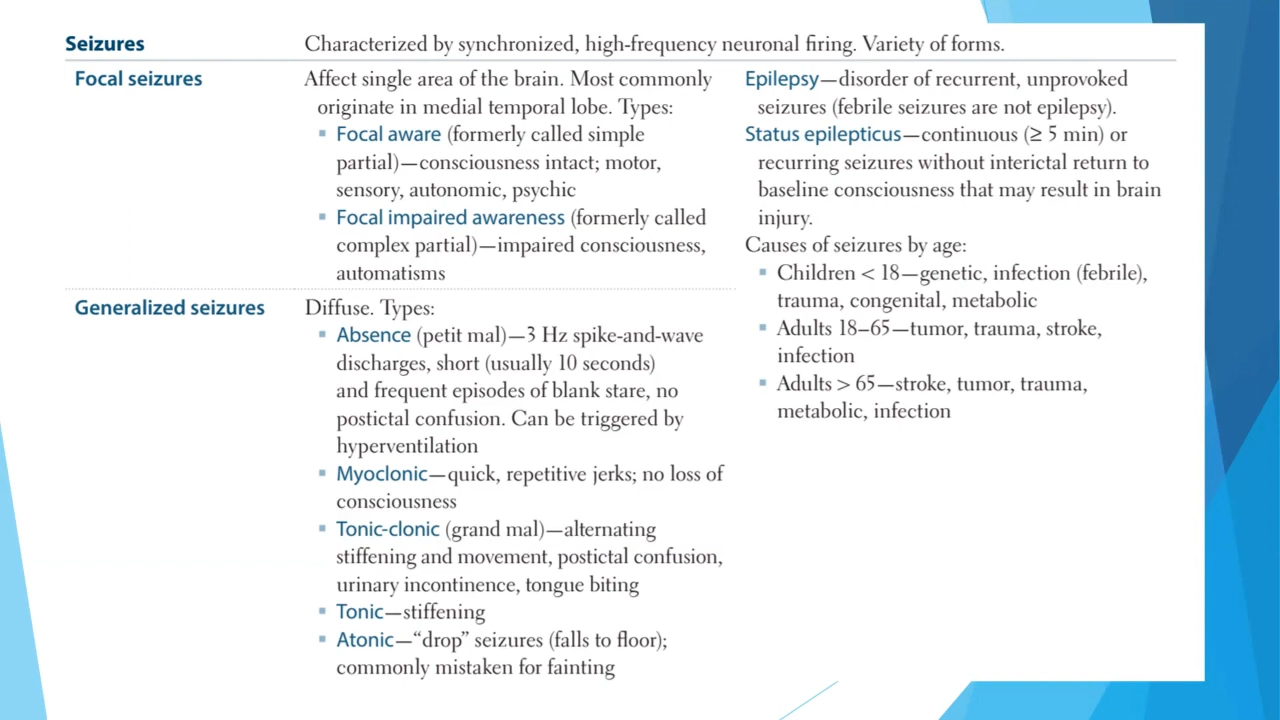 Seizures
Characterized by synchronized, high-frequency neuronal firing. Variety of forms.
Focal seizures
Affect single area of the brain. Most commonly
originate in medial temporal lobe. Types:
▪ Focal aware (formerly called simple
partial)—consciousness intact; motor,
sensory, autonomic, psychic
▪ Focal impaired awareness (formerly called
complex partial)—impaired consciousness,
automatisms
Epilepsy—disorder of recurrent, unprovoked
seizures (febrile seizures are not epilepsy).
Status epilepticus—continuous (≥ 5 min) or
recurring seizures without interictal return to
baseline consciousness that may result in brain
injury.
Causes of seizures by age:
▪ Children < 18—genetic, infection (febrile),
trauma, congenital, metabolic
▪ Adults 18–65—tumor, trauma, stroke,
infection
▪ Adults > 65—stroke, tumor, trauma,
metabolic, infection
Generalized seizures
Diffuse. Types:
▪ Absence (petit mal)—3 Hz spike-and-wave
discharges, short (usually 10 seconds)
and frequent episodes of blank stare, no
postictal confusion. Can be triggered by
hyperventilation
▪ Myoclonic—quick, repetitive jerks; no loss of
consciousness
▪ Tonic-clonic (grand mal)—alternating
stiffening and movement, postictal confusion,
urinary incontinence, tongue biting
▪ Tonic—stiffening
▪ Atonic—“drop” seizures (falls to floor);
commonly mistaken for fainting